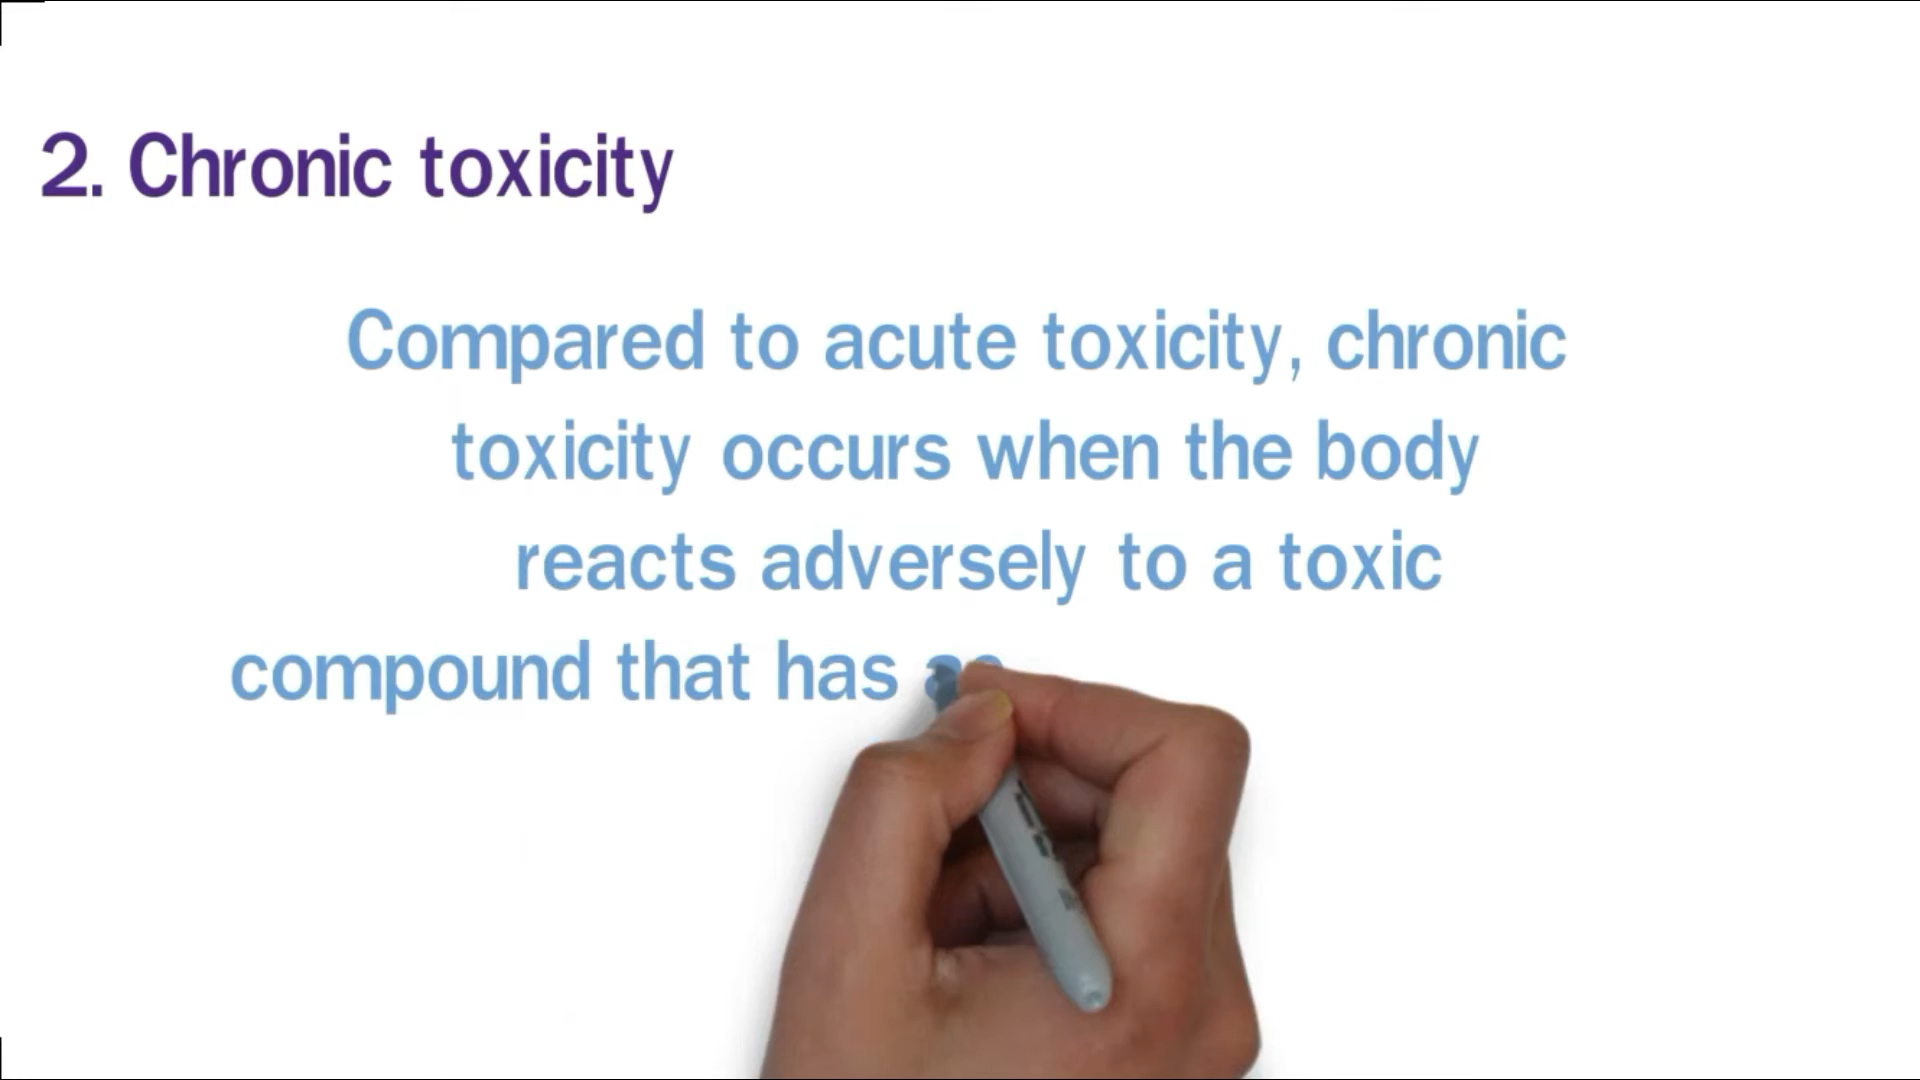 2. Chronic toxicity
Compared to acute toxicity, chronic
toxicity occurs when the body
reacts adversely to a toxic
compound that has